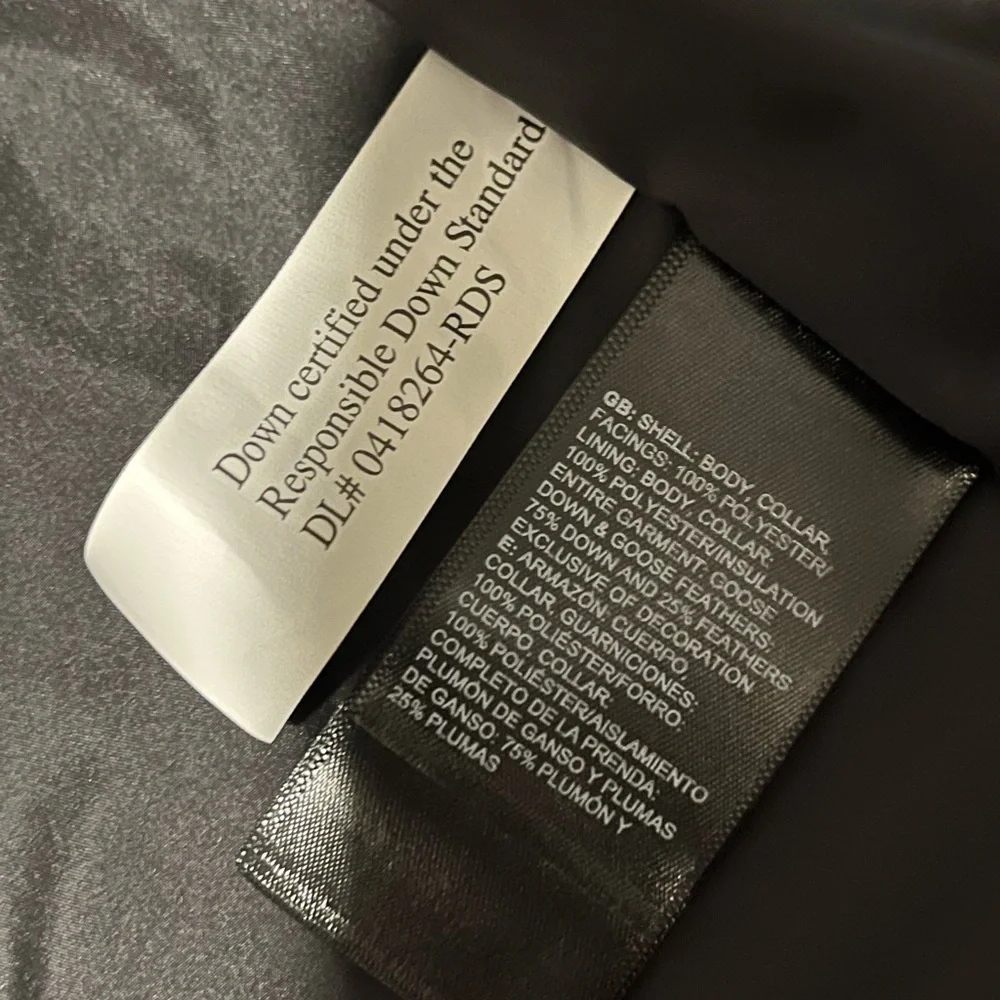 Down certified under the
Responsible Down Standard
DL# 0418264-RDS
GB: SHELL: BODY, COLLAR,
FACINGS: 100% POLYESTER/
LINING: BODY, COLLAR:
100% POLYESTER/INSULATION
ENTIRE GARMENT: GOOSE
DOWN & GOOSE FEATHERS.
75% DOWN AND 25% FEATHERS
EXCLUSIVE OF DECORATION
E: ARMAZÓN: CUERPO,
COLLAR, GUARNICIONES:
100% POLIÉSTER/FORRO:
CUERPO, COLLAR:
100% POLIÉSTER/AISLAMIENTO
COMPLETO DE LA PRENDA:
PLUMÓN DE GANSO Y PLUMAS
DE GANSO: 75% PLUMÓN Y
25% PLUMAS